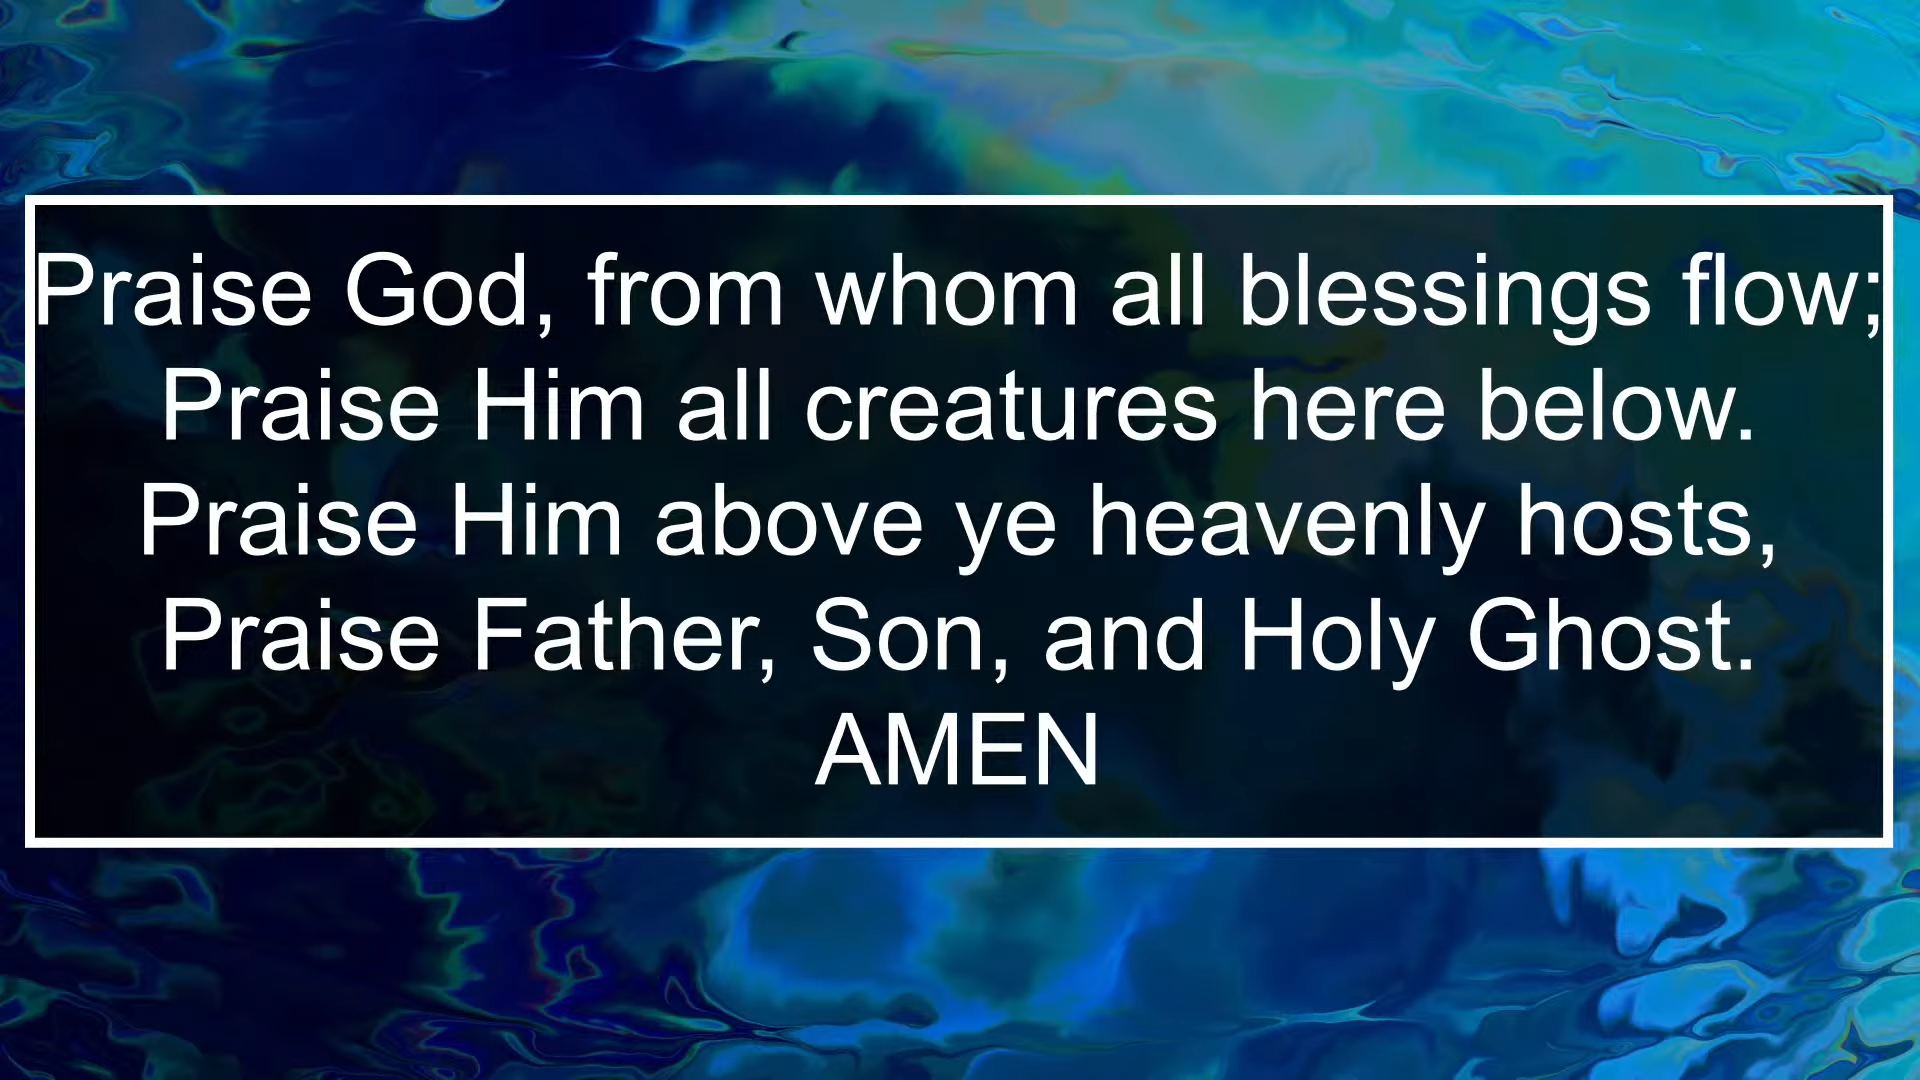 Praise God, from whom all blessings flow;
Praise Him all creatures here below.
Praise Him above ye heavenly hosts,
Praise Father, Son, and Holy Ghost.
AMEN